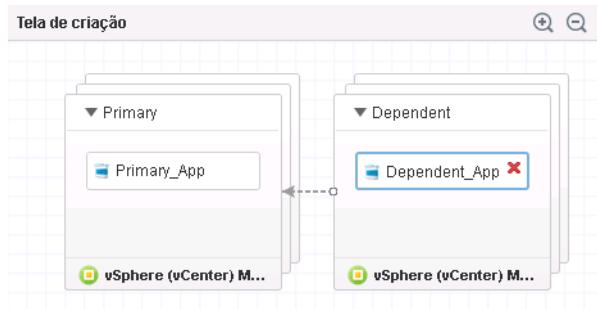 Tela de criação
Primary
Dependent
Primary_App
Dependent_App
vSphere (vCenter) M...
vSphere (vCenter) M...